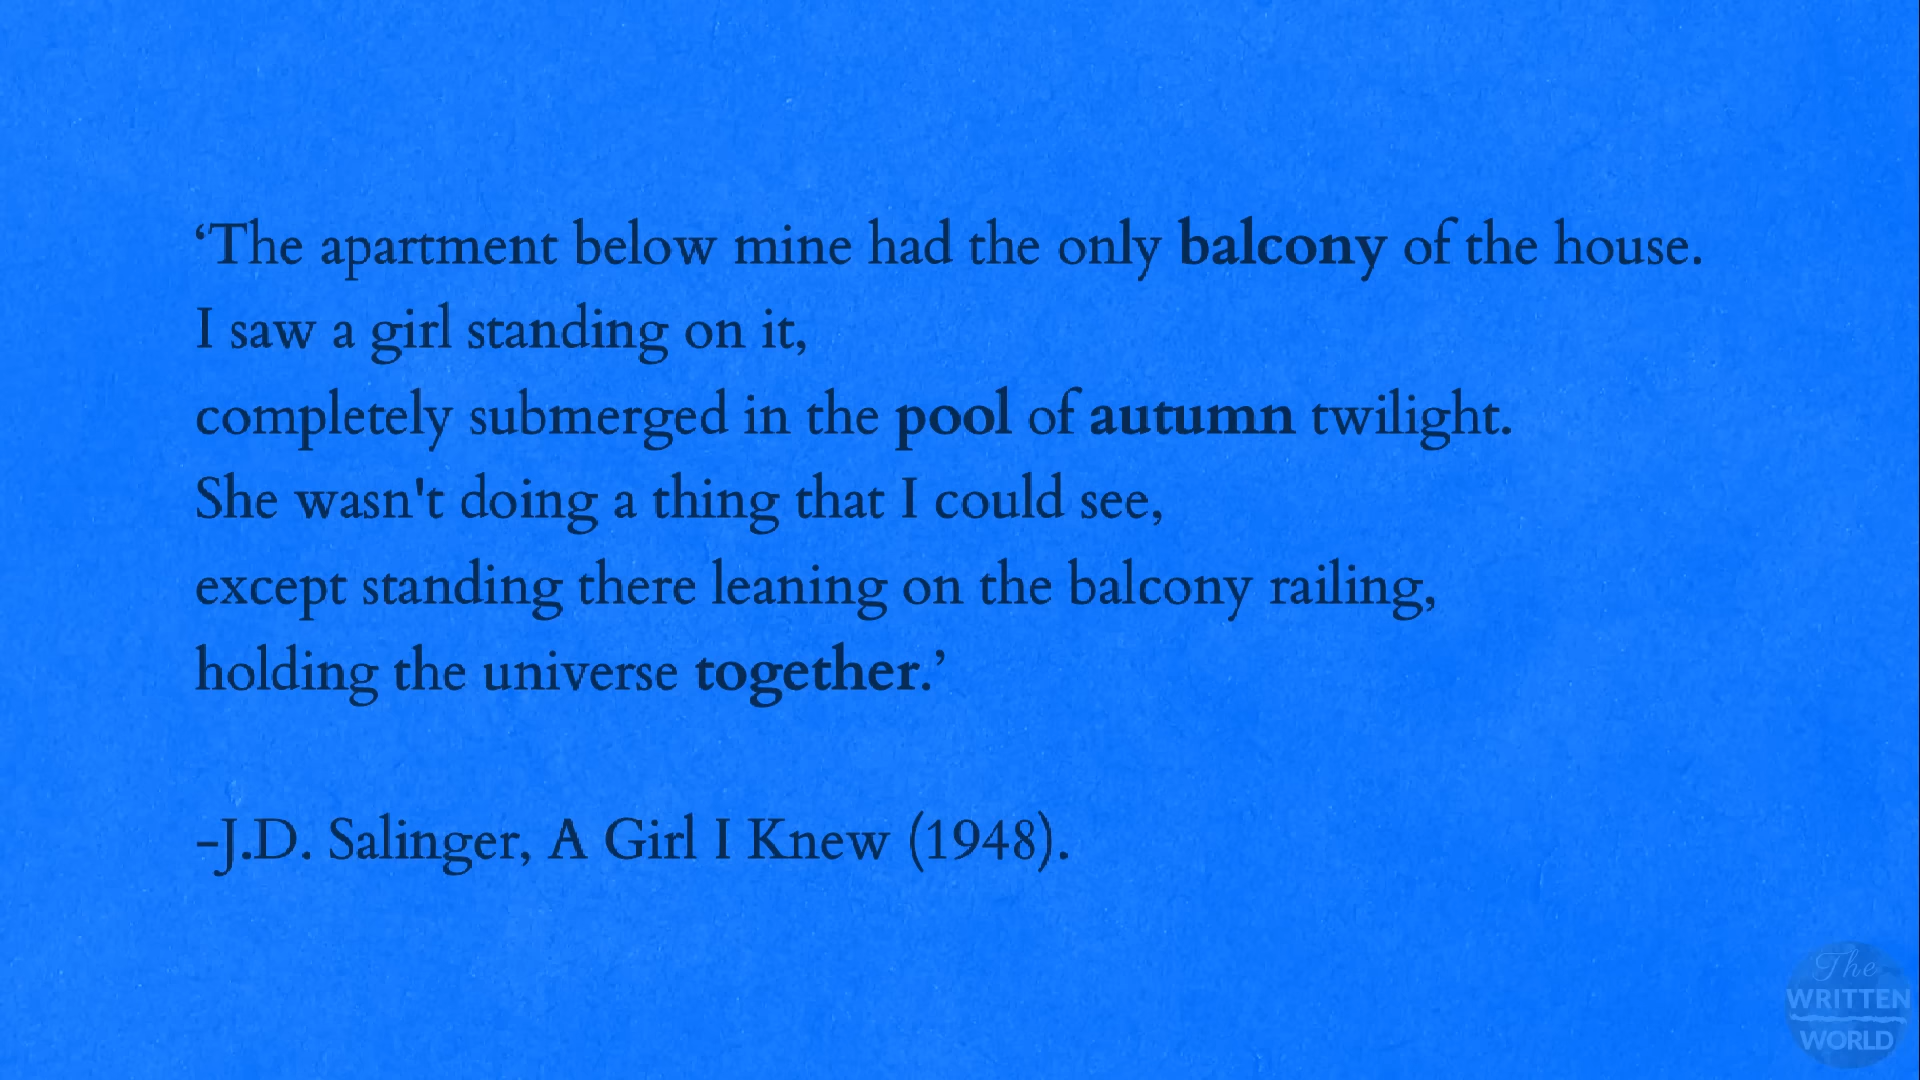 ‘The apartment below mine had the only balcony of the house.
I saw a girl standing on it,
completely submerged in the pool of autumn twilight.
She wasn't doing a thing that I could see,
except standing there leaning on the balcony railing,
holding the universe together.’
-J.D. Salinger, A Girl I Knew (1948).
The
WRITTEN
WORLD